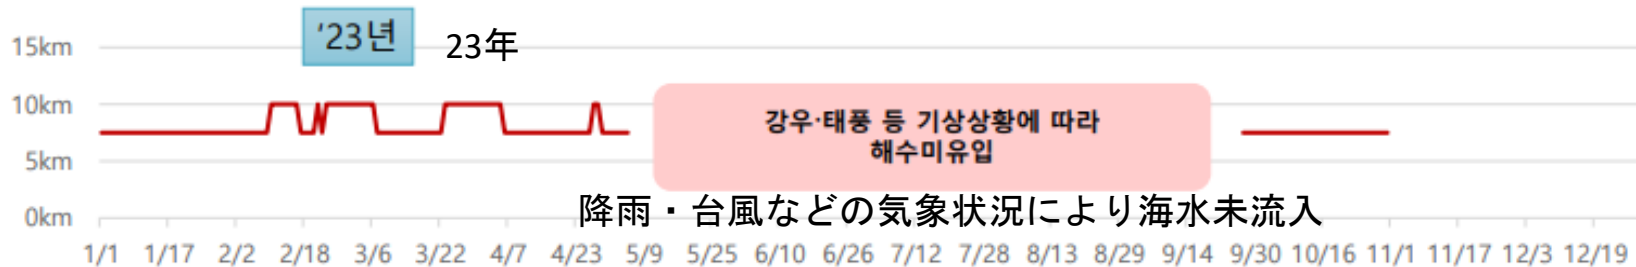 '23년 23年
15km
10km
강우·태풍 등 기상상황에 따라
해수미유입
5km
降雨・台風などの気象状況により海水未流入
0km
1/1 1/17 2/2 2/18 3/6 3/22 4/7 4/23 5/9 5/25 6/10 6/26 7/12 7/28 8/13 8/29 9/14 9/30 10/16 11/1 11/17 12/3 12/19